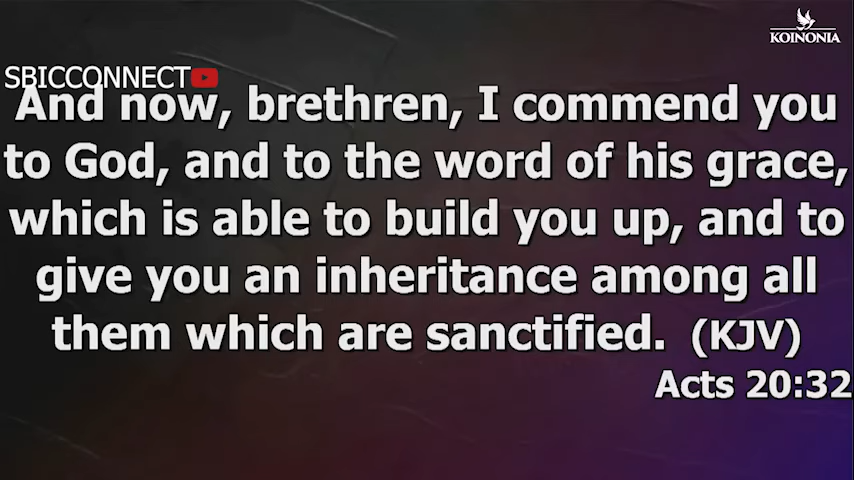 KOINONIA
SBICCONNECT
And now, brethren, I commend you
to God, and to the word of his grace,
which is able to build you up, and to
give you an inheritance among all
them which are sanctified. (KJV)
Acts 20:32